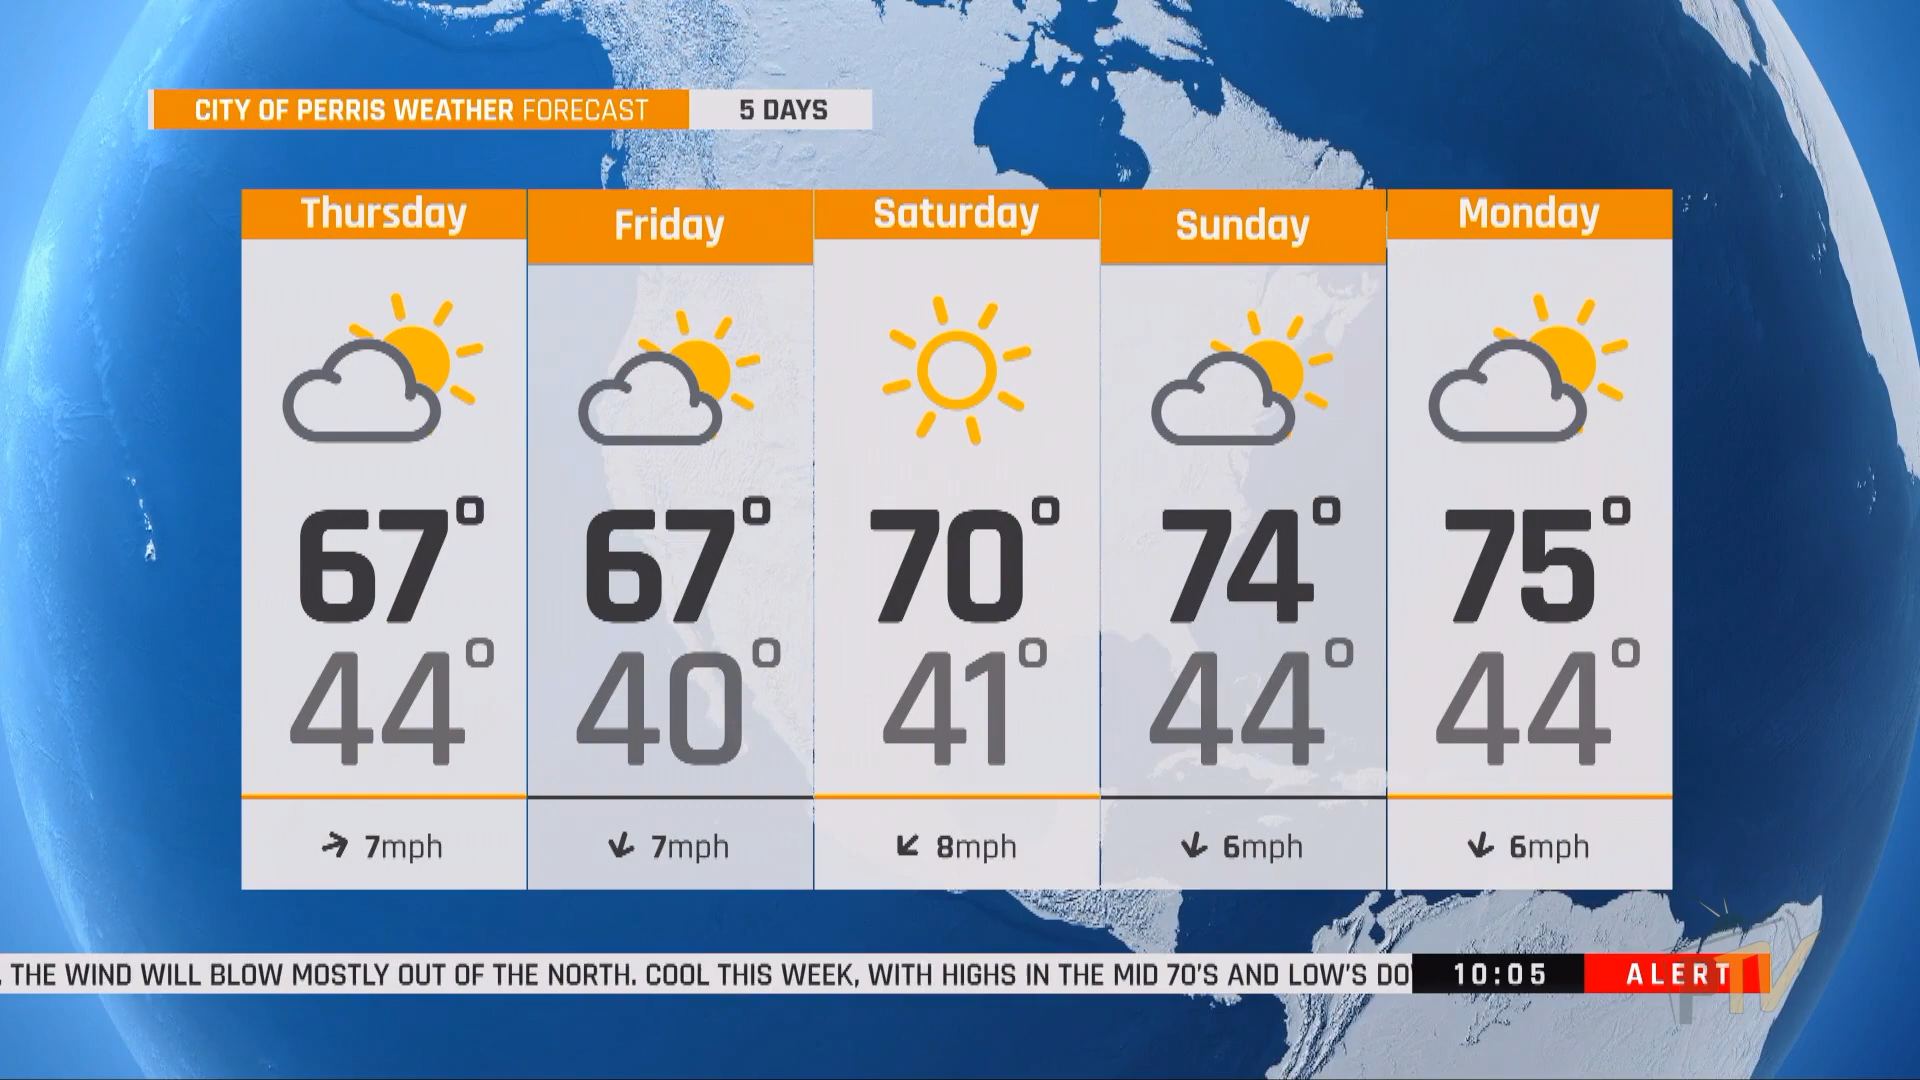 CITY OF PERRIS WEATHER FORECAST 5 DAYS
Thursday Friday Saturday Sunday Monday
67° 67° 70° 74° 75°
44° 40° 41° 44° 44°
7mph 7mph 8mph 6mph 6mph
. THE WIND WILL BLOW MOSTLY OUT OF THE NORTH. COOL THIS WEEK, WITH HIGHS IN THE MID 70'S AND LOW'S DO 10:05 ALERT
PTV